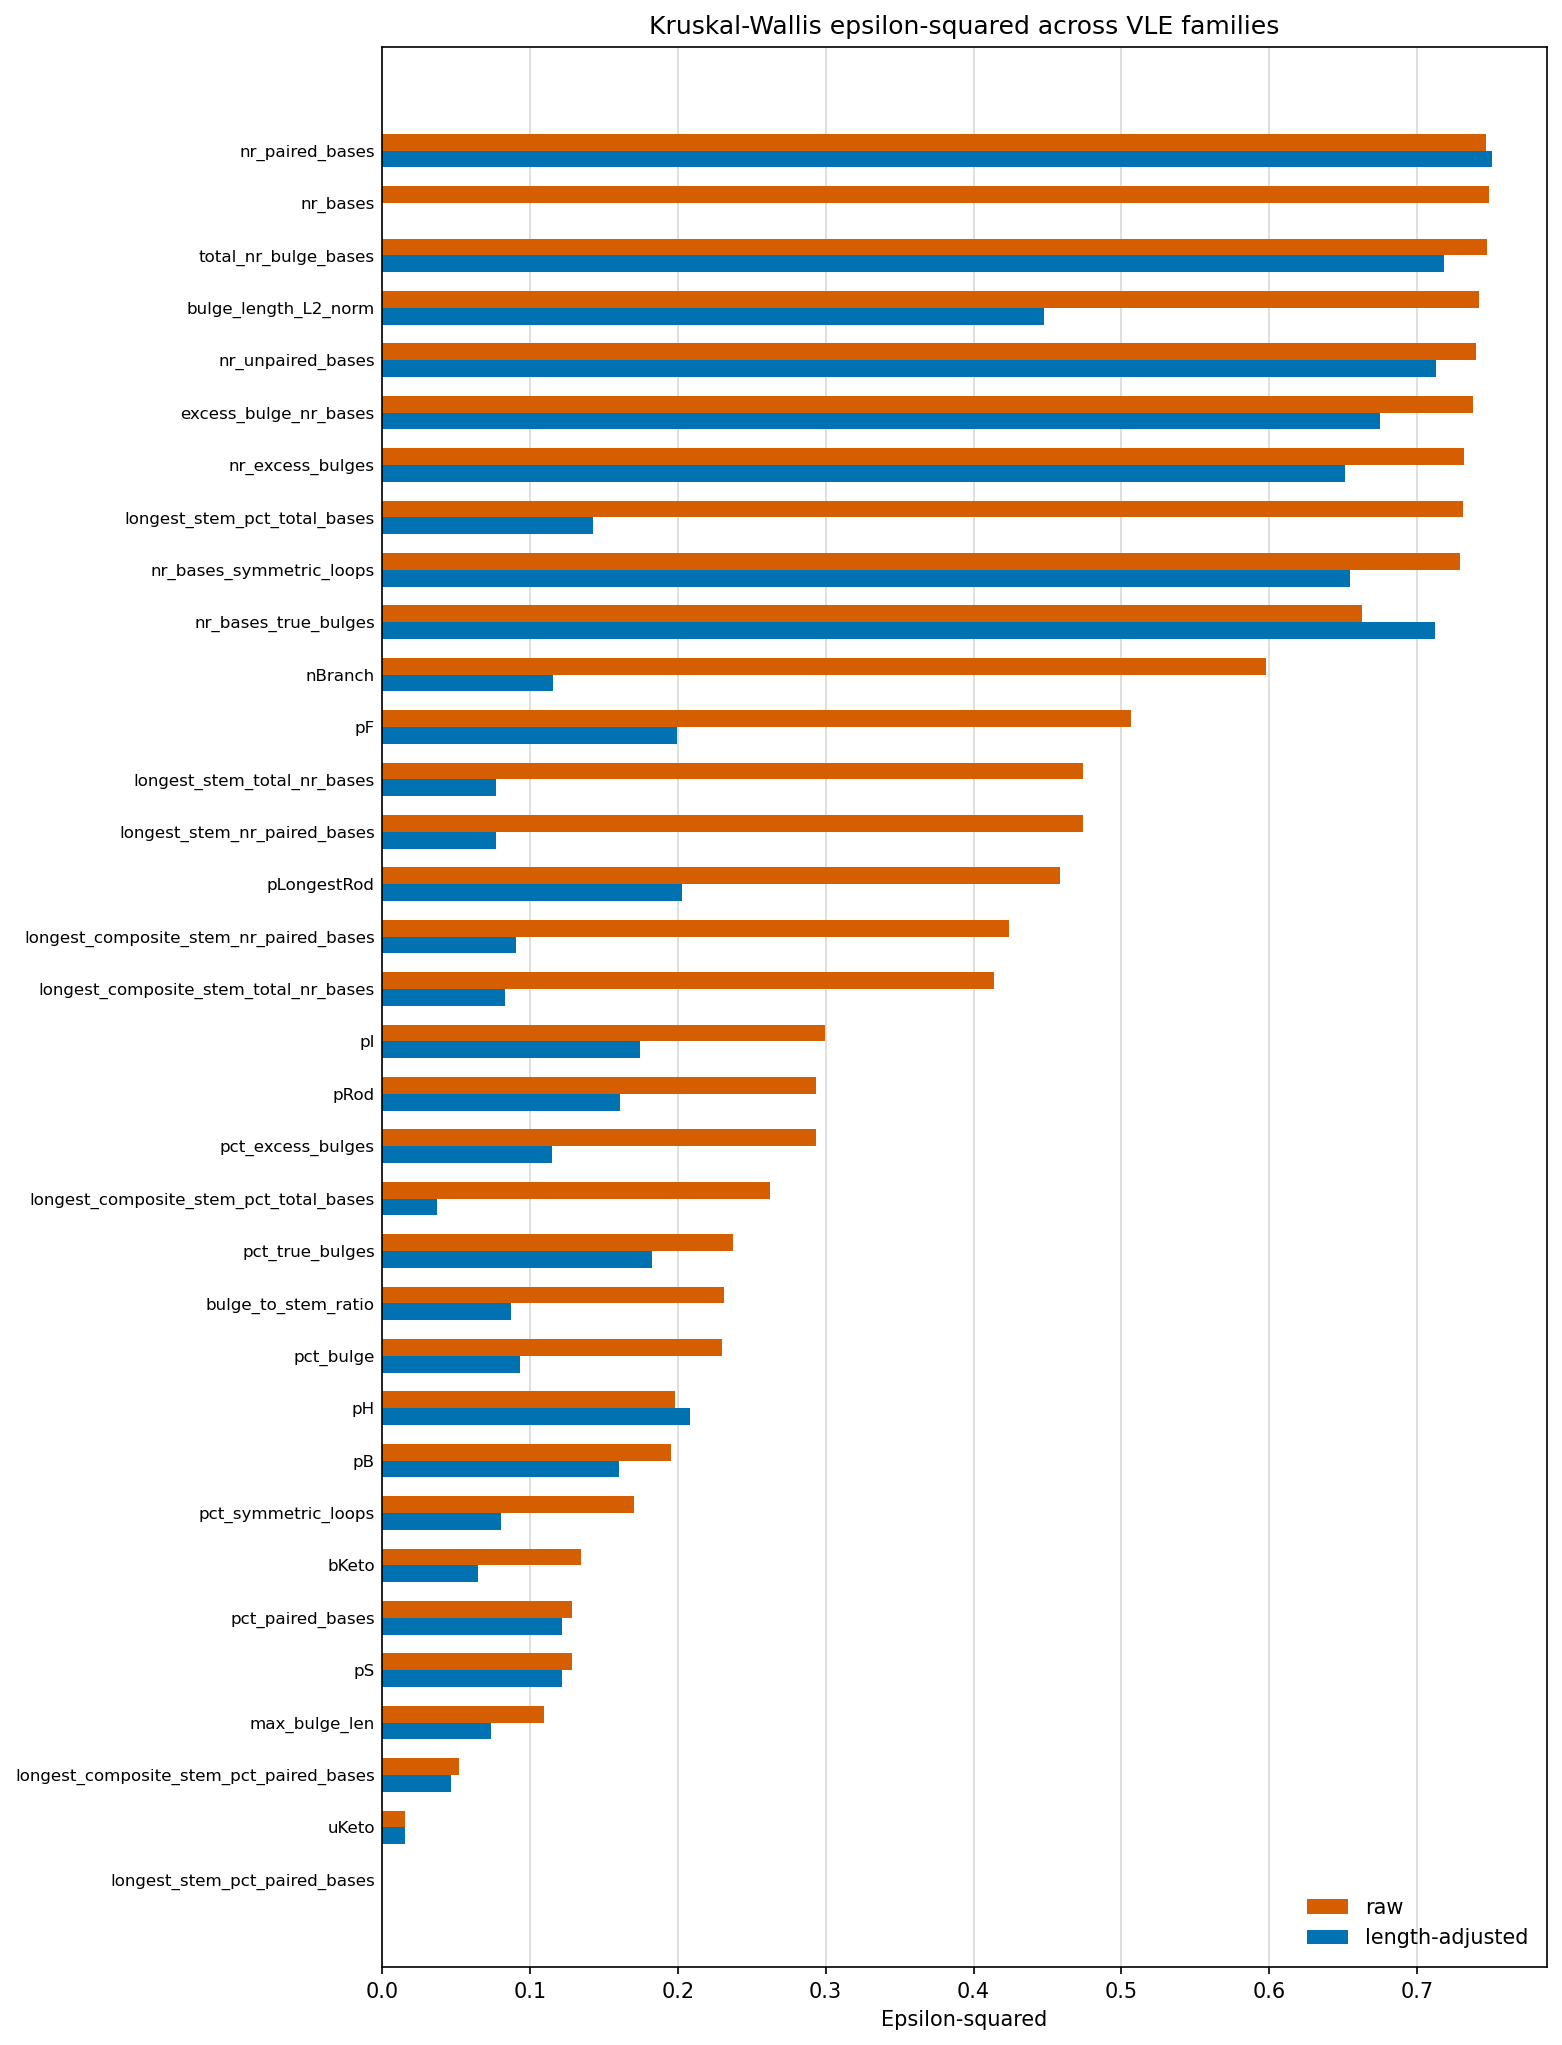 Kruskal-Wallis epsilon-squared across VLE families
nr_paired_bases
nr_bases
total_nr_bulge_bases
bulge_length_L2_norm
nr_unpaired_bases
excess_bulge_nr_bases
nr_excess_bulges
longest_stem_pct_total_bases
nr_bases_symmetric_loops
nr_bases_true_bulges
nBranch
pF
longest_stem_total_nr_bases
longest_stem_nr_paired_bases
pLongestRod
longest_composite_stem_nr_paired_bases
longest_composite_stem_total_nr_bases
pI
pRod
pct_excess_bulges
longest_composite_stem_pct_total_bases
pct_true_bulges
bulge_to_stem_ratio
pct_bulge
pH
pB
pct_symmetric_loops
bKeto
pct_paired_bases
pS
max_bulge_len
longest_composite_stem_pct_paired_bases
uKeto
longest_stem_pct_paired_bases
raw
length-adjusted
0.0 0.1 0.2 0.3 0.4 0.5 0.6 0.7
Epsilon-squared